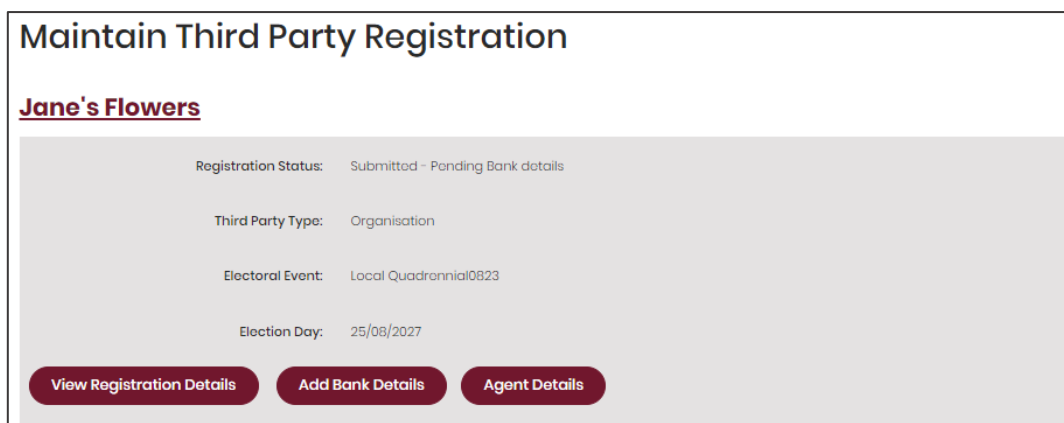 Maintain Third Party Registration
Jane's Flowers
Registration Status: Submitted - Pending Bank details
Third Party Type: Organisation
Electoral Event: Local Quadrennial0823
Election Day: 25/08/2027
View Registration Details Add Bank Details Agent Details